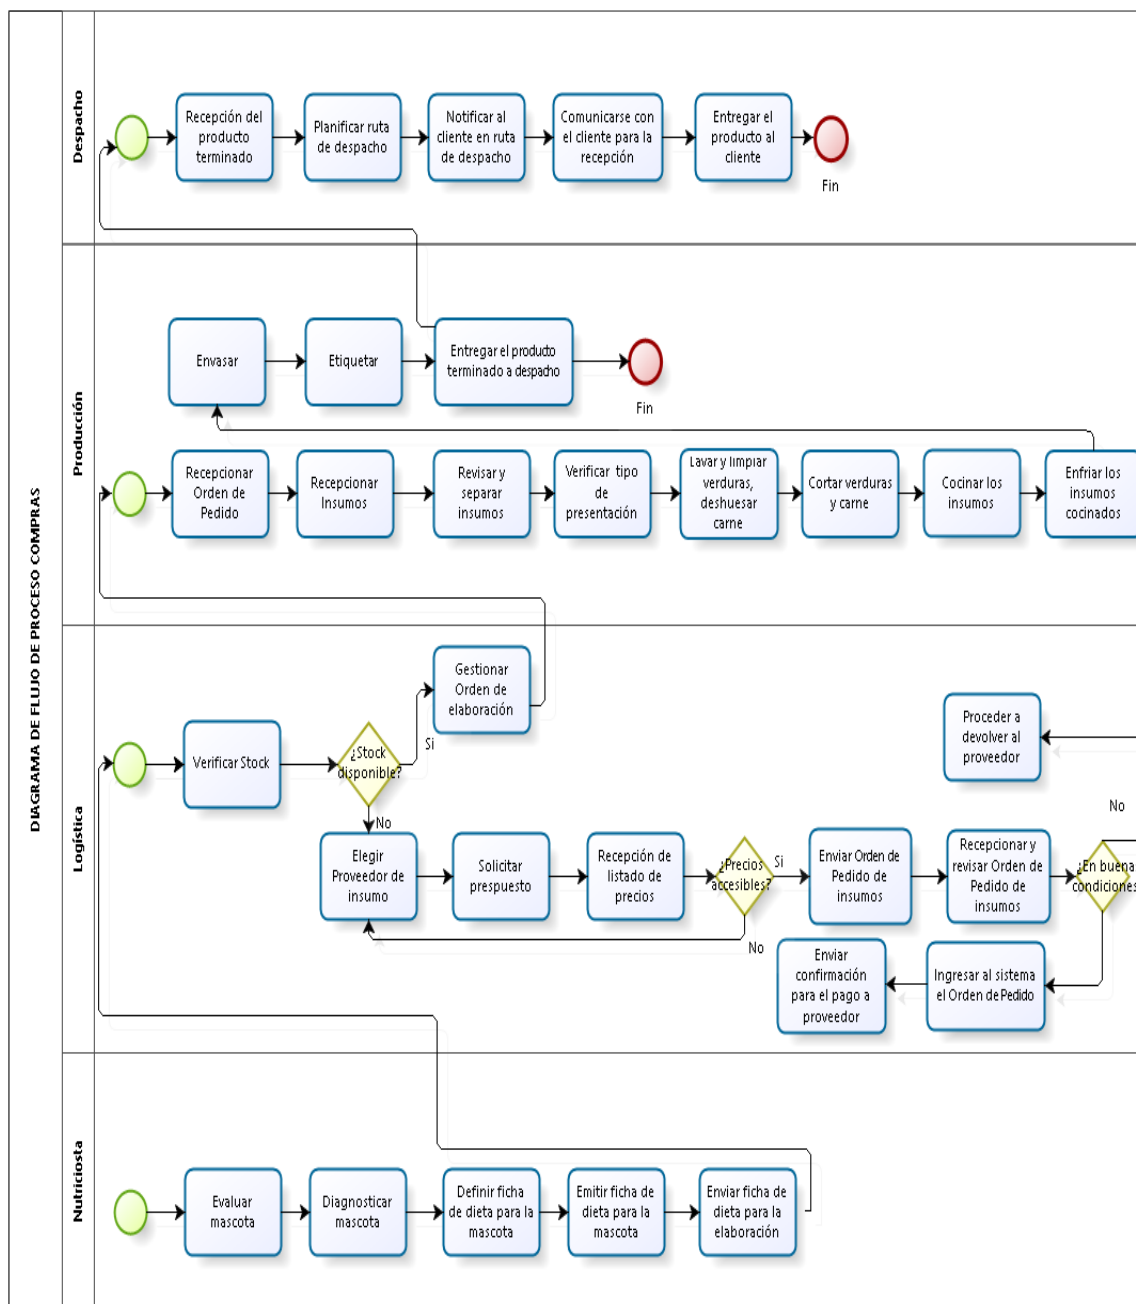 DIAGRAMA DE FLUJO DE PROCESO COMPRAS
Despacho
Recepción del
producto
terminado
Planificar ruta
de despacho
Notificar al
cliente en ruta
de despacho
Comunicarse con
el cliente para la
recepción
Entregar el
producto al
cliente
Fin
Producción
Envasar
Etiquetar
Entregar el producto
terminado a despacho
Fin
Recepcionar
Orden de
Pedido
Recepcionar
Insumos
Revisar y
separar
insumos
Verificar tipo
de
presentación
Lavar y limpiar
verduras,
deshuesar
carne
Cortar verduras
y carne
Cocinar los
insumos
Enfriar los
insumos
cocinados
Logística
Verificar Stock
¿Stock
disponible?
Si
Gestionar
Orden de
elaboración
No
Elegir
Proveedor de
insumo
Solicitar
prespuesto
Recepción de
listado de
precios
¿Precios
accesibles?
Si
No
Enviar Orden de
Pedido de
insumos
Recepcionar y
revisar Orden de
Pedido de
insumos
¿En buena
condiciones
No
Proceder a
devolver al
proveedor
Ingresar al sistema
el Orden de Pedido
Enviar
confirmación
para el pago a
proveedor
Nutriciosta
Evaluar
mascota
Diagnosticar
mascota
Definir ficha
de dieta para la
mascota
Emitir ficha de
dieta para la
mascota
Enviar ficha de
dieta para la
elaboración